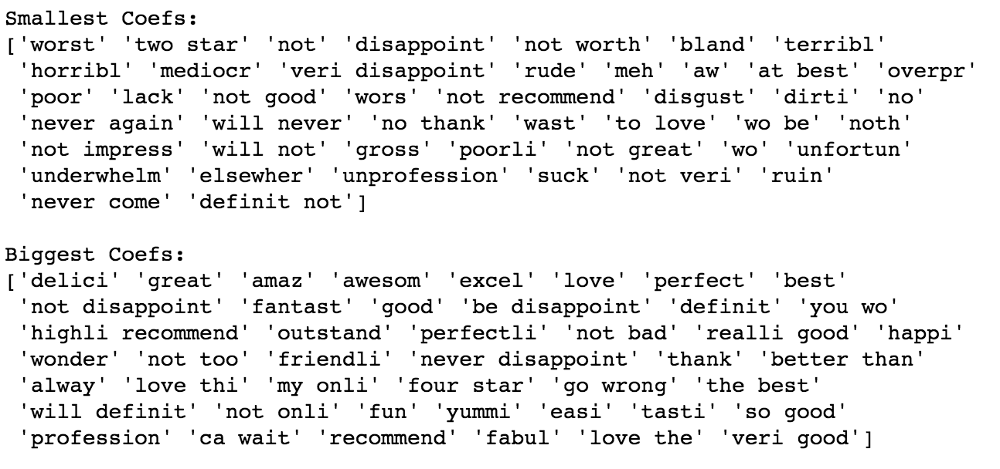 Smallest Coefs:
['worst' 'two star' 'not' 'disappoint' 'not worth' 'bland' 'terribl'
'horribl' 'mediocr' 'veri disappoint' 'rude' 'meh' 'aw' 'at best' 'overpr'
'poor' 'lack' 'not good' 'wors' 'not recommend' 'disgust' 'dirti' 'no'
'never again' 'will never' 'no thank' 'wast' 'to love' 'wo be' 'noth'
'not impress' 'will not' 'gross' 'poorli' 'not great' 'wo' 'unfortun'
'underwhelm' 'elsewher' 'unprofession' 'suck' 'not veri' 'ruin'
'never come' 'definit not']
Biggest Coefs:
['delici' 'great' 'amaz' 'awesom' 'excel' 'love' 'perfect' 'best'
'not disappoint' 'fantast' 'good' 'be disappoint' 'definit' 'you wo'
'highli recommend' 'outstand' 'perfectli' 'not bad' 'realli good' 'happi'
'wonder' 'not too' 'friendli' 'never disappoint' 'thank' 'better than'
'alway' 'love thi' 'my onli' 'four star' 'go wrong' 'the best'
'will definit' 'not onli' 'fun' 'yummi' 'easi' 'tasti' 'so good'
'profession' 'ca wait' 'recommend' 'fabul' 'love the' 'veri good']